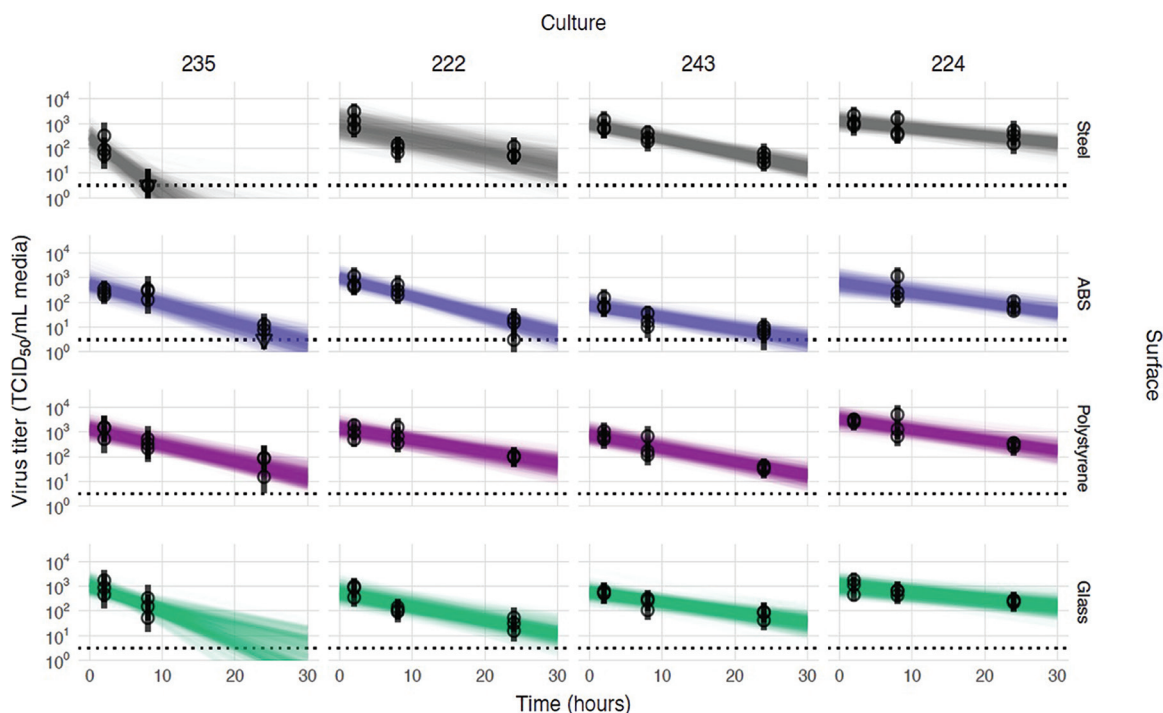 Culture
235 222 243 224
10⁴
10³
10²
10¹
10⁰
Steel
10⁴
10³
10²
10¹
10⁰
ABS
10⁴
10³
10²
10¹
10⁰
Polystyrene
10⁴
10³
10²
10¹
10⁰
Glass
0 10 20 30 0 10 20 30 0 10 20 30 0 10 20 30
Time (hours)
Virus titer (TCID₅₀/mL media)
Surface